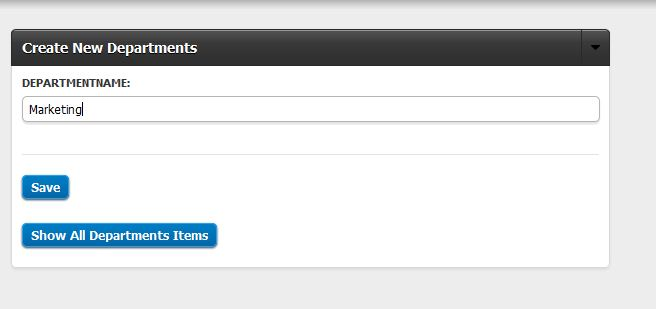 Create New Departments
DEPARTMENTNAME:
Marketing
Save
Show All Departments Items